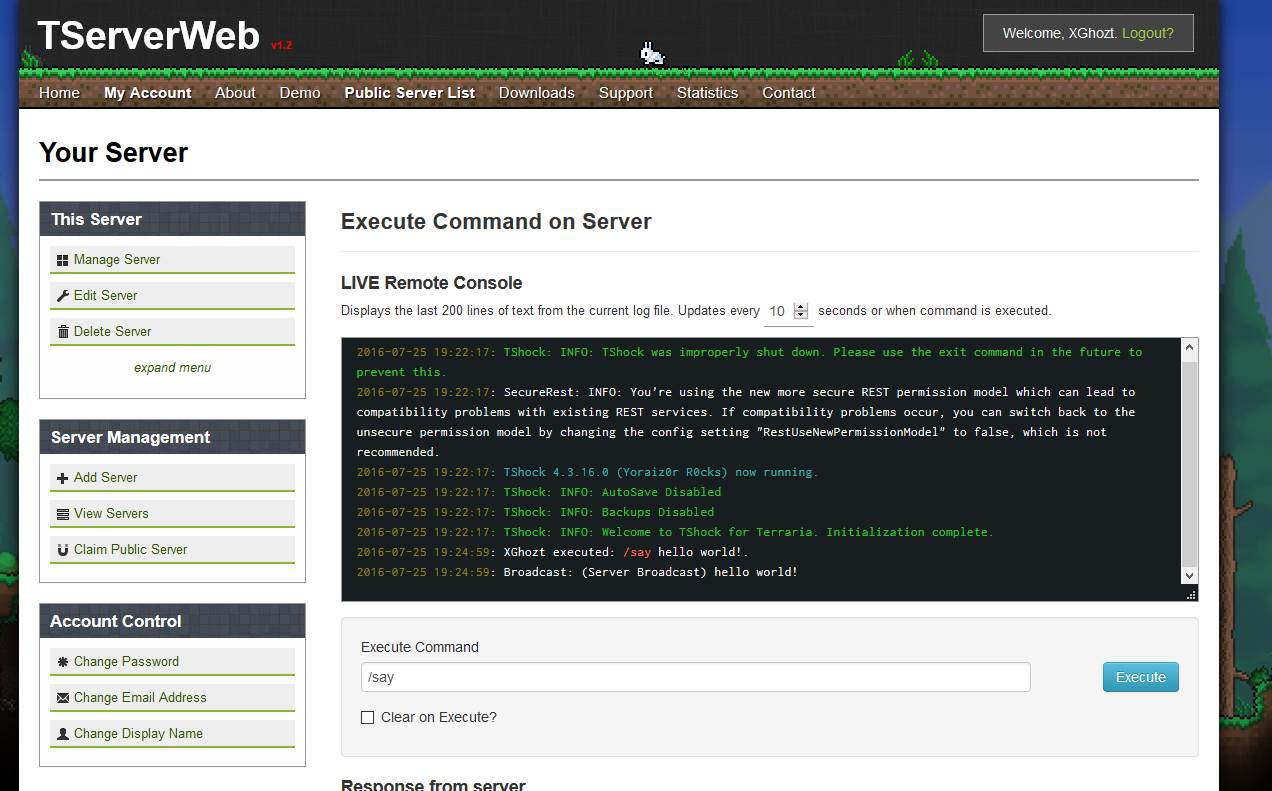 TServerWeb v1.2
Welcome, XGhozt. Logout?
Home My Account About Demo Public Server List Downloads Support Statistics Contact
Your Server
This Server
Manage Server
Edit Server
Delete Server
expand menu
Server Management
Add Server
View Servers
Claim Public Server
Account Control
Change Password
Change Email Address
Change Display Name
Execute Command on Server
LIVE Remote Console
Displays the last 200 lines of text from the current log file. Updates every 10 seconds or when command is executed.
2016-07-25 19:22:17: TShock: INFO: TShock was improperly shut down. Please use the exit command in the future to
prevent this.
2016-07-25 19:22:17: SecureRest: INFO: You're using the new more secure REST permission model which can lead to
compatibility problems with existing REST services. If compatibility problems occur, you can switch back to the
unsecure permission model by changing the config setting "RestUseNewPermissionModel" to false, which is not
recommended.
2016-07-25 19:22:17: TShock 4.3.16.0 (Yoraiz0r R0cks) now running.
2016-07-25 19:22:17: TShock: INFO: AutoSave Disabled
2016-07-25 19:22:17: TShock: INFO: Backups Disabled
2016-07-25 19:22:17: TShock: INFO: Welcome to TShock for Terraria. Initialization complete.
2016-07-25 19:24:59: XGhozt executed: /say hello world!.
2016-07-25 19:24:59: Broadcast: (Server Broadcast) hello world!
Execute Command
/say
Execute
Clear on Execute?
Response from server